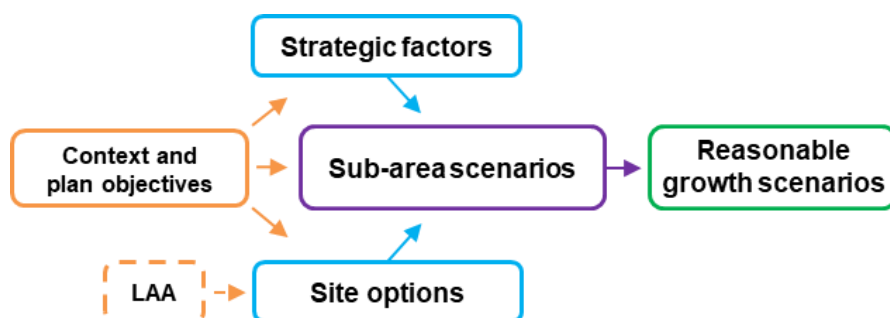 Strategic factors
Context and
plan objectives
Sub-area scenarios
Reasonable
growth scenarios
LAA
Site options